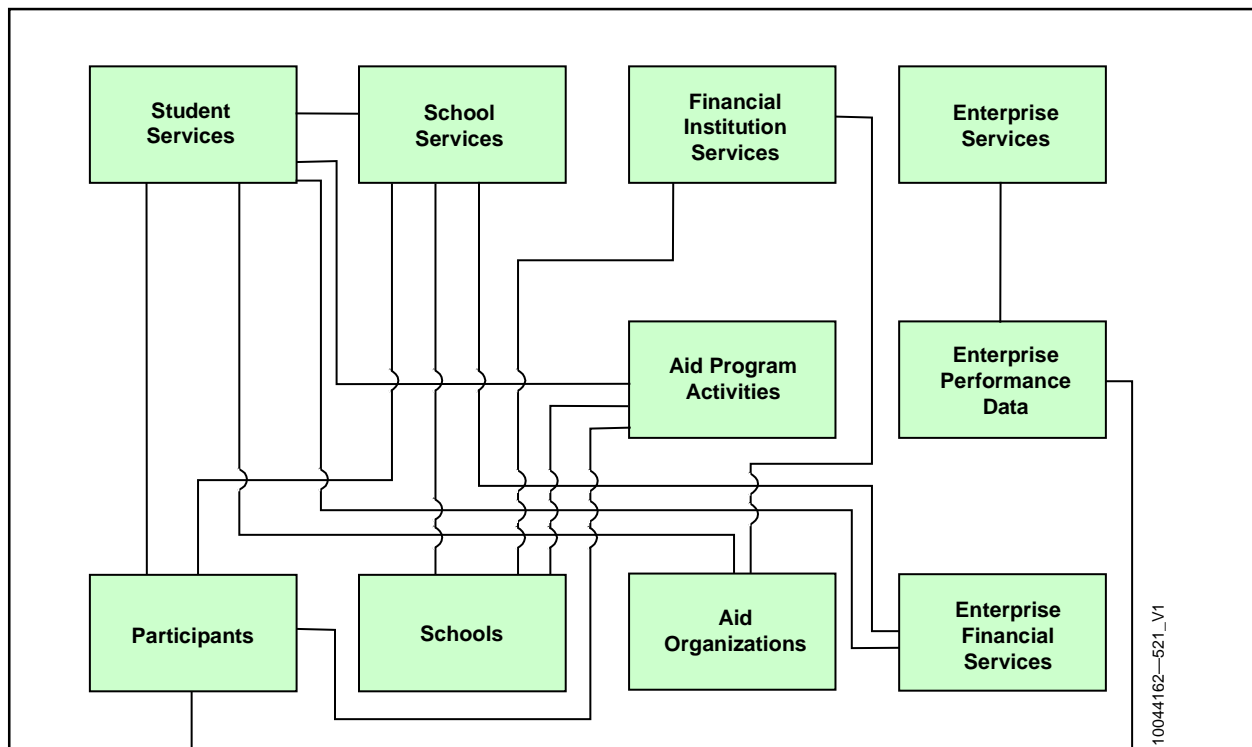 Student
Services
School
Services
Financial
Institution
Services
Enterprise
Services
Aid Program
Activities
Enterprise
Performance
Data
Participants
Schools
Aid
Organizations
Enterprise
Financial
Services
10044162—521_V1